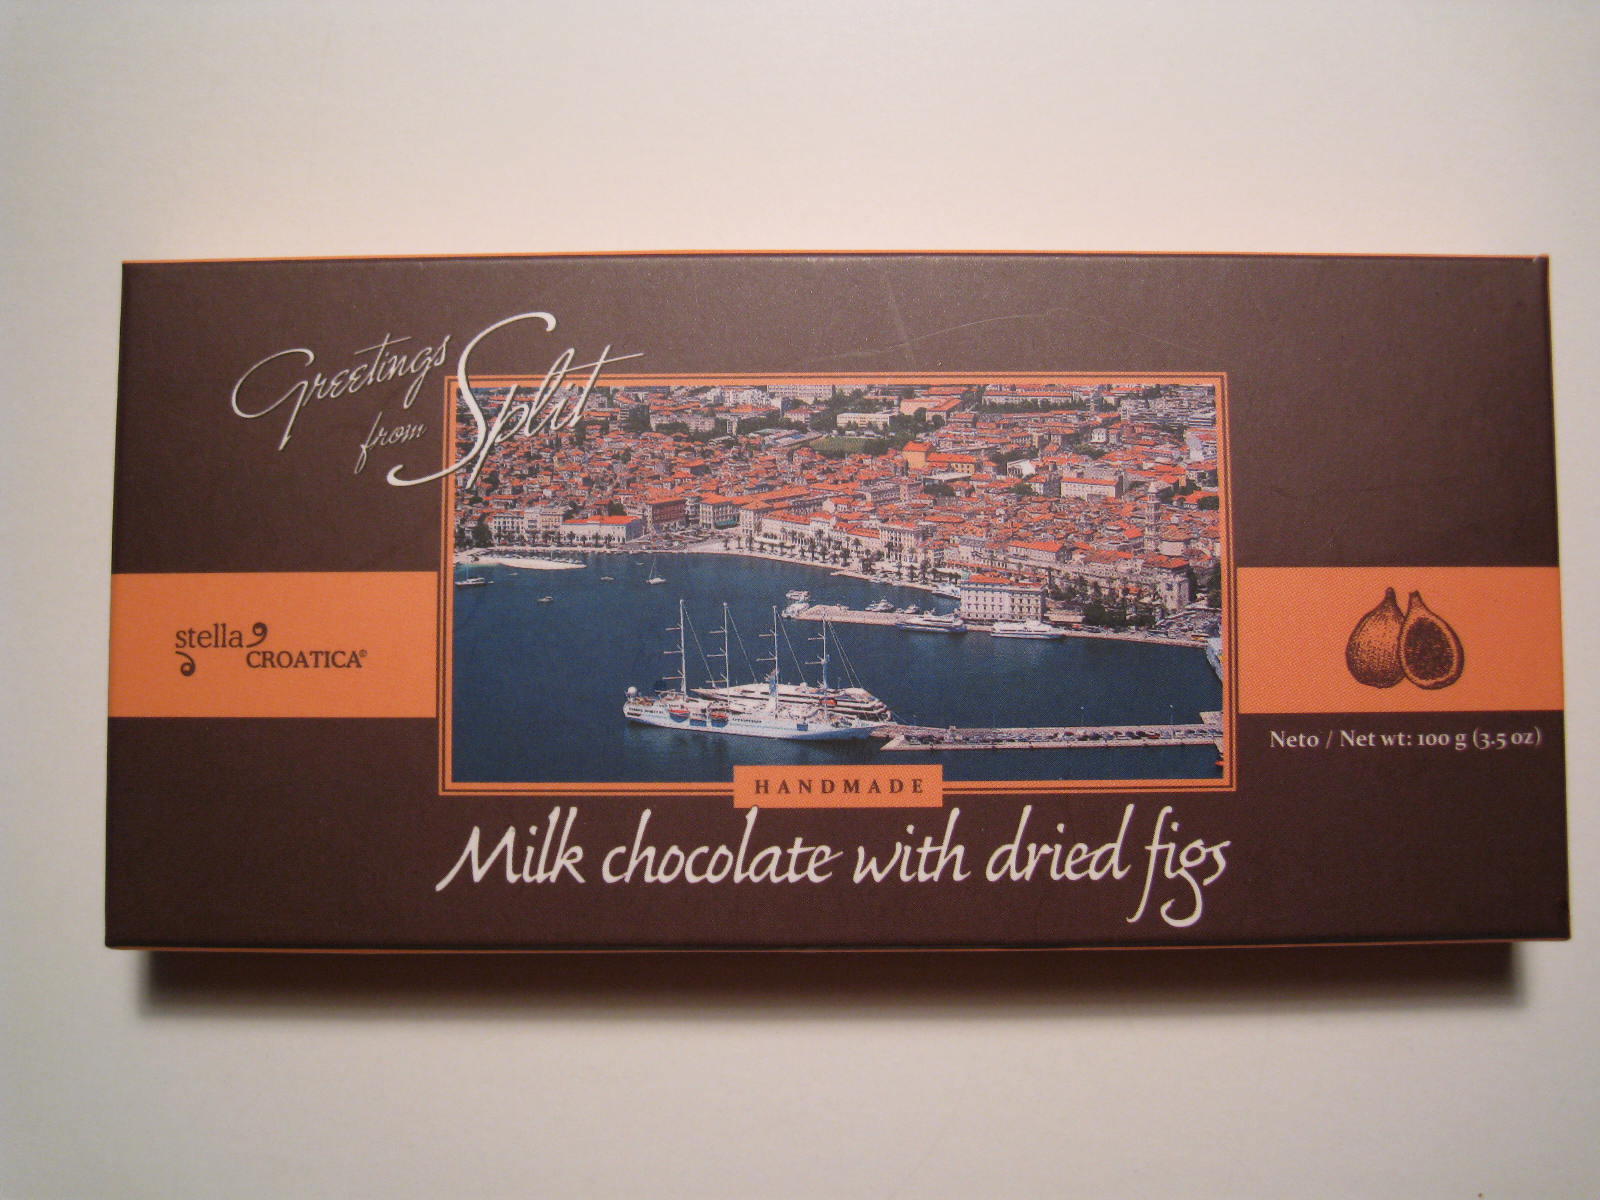 Greetings
from Split
stella
CROATICA®
Neto / Net wt: 100 g (3.5 oz)
HANDMADE
Milk chocolate with dried figs